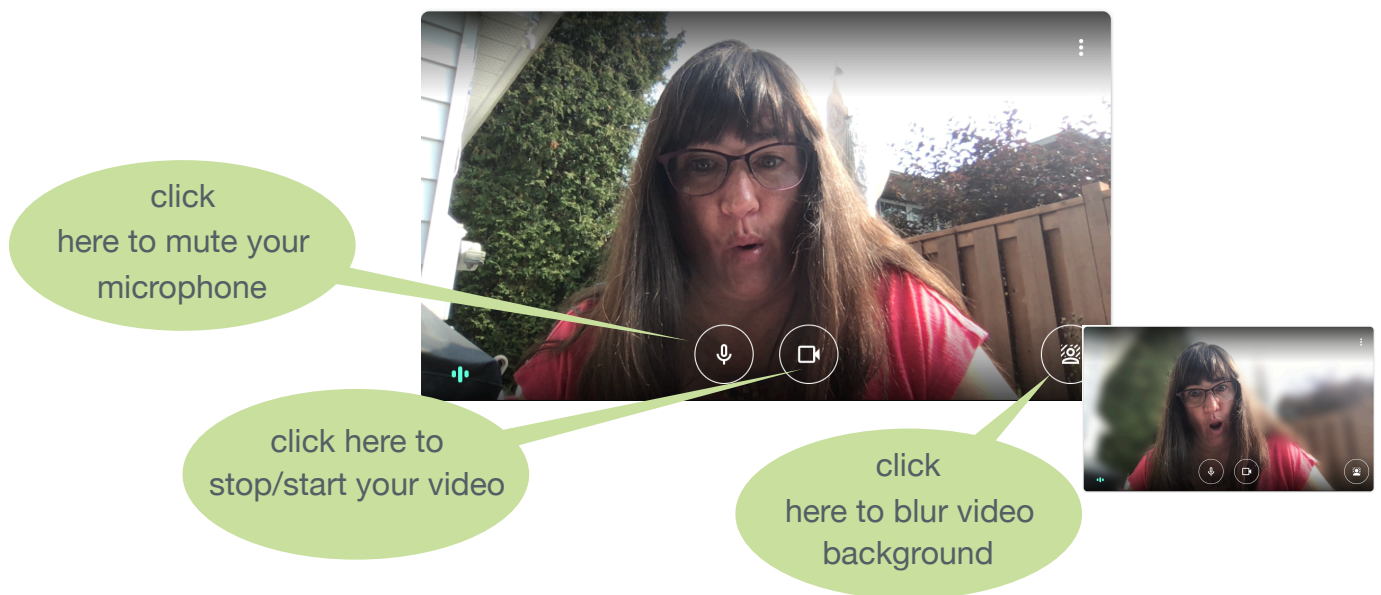 click
here to mute your
microphone
click here to
stop/start your video
click
here to blur video
background